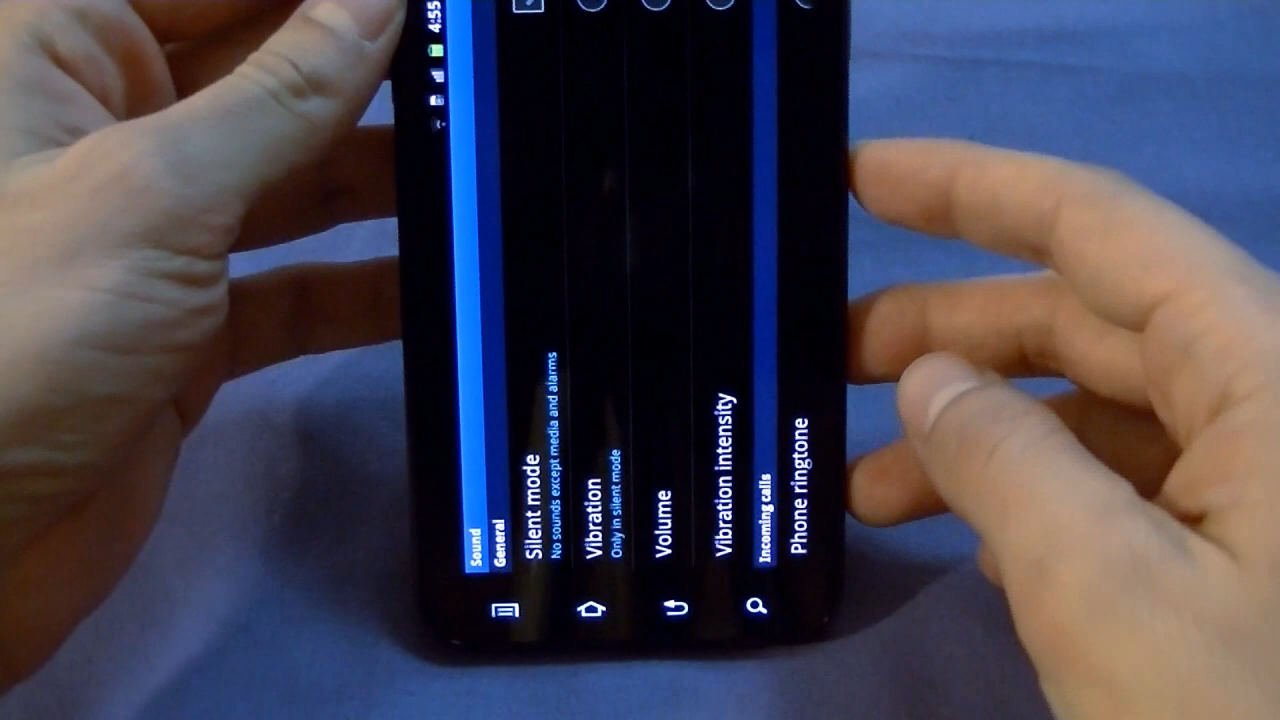 4:55
Sound
General
Silent mode
No sounds except media and alarms
Vibration
Only in silent mode
Volume
Vibration intensity
Incoming calls
Phone ringtone